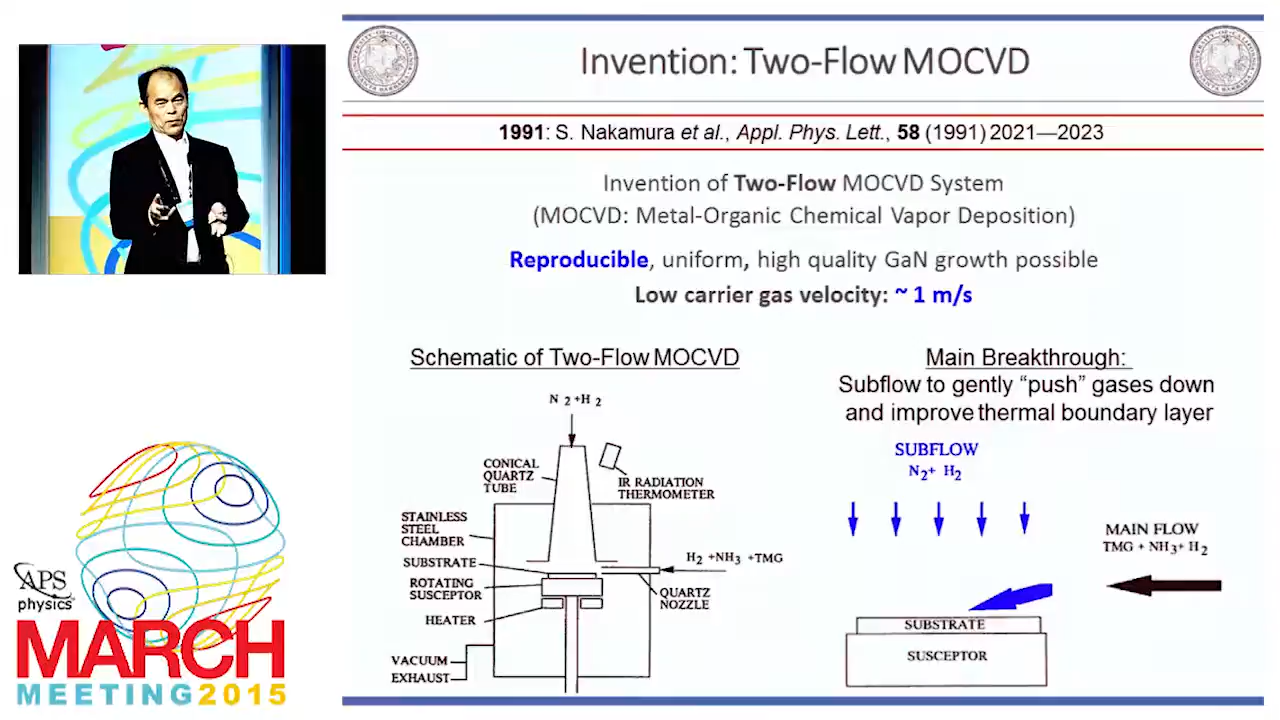 Invention: Two-Flow MOCVD
1991: S. Nakamura et al., Appl. Phys. Lett., 58 (1991) 2021—2023
Invention of Two-Flow MOCVD System
(MOCVD: Metal-Organic Chemical Vapor Deposition)
Reproducible, uniform, high quality GaN growth possible
Low carrier gas velocity: ~ 1 m/s
Schematic of Two-Flow MOCVD
N 2 +H 2
CONICAL
QUARTZ
TUBE
IR RADIATION
THERMOMETER
STAINLESS
STEEL
CHAMBER
SUBSTRATE
H2 +NH3 +TMG
ROTATING
SUSCEPTOR
QUARTZ
NOZZLE
HEATER
VACUUM
EXHAUST
Main Breakthrough:
Subflow to gently “push” gases down
and improve thermal boundary layer
SUBFLOW
N2+ H2
MAIN FLOW
TMG + NH3+ H2
SUBSTRATE
SUSCEPTOR
APS
physics
MARCH
MEETING2015